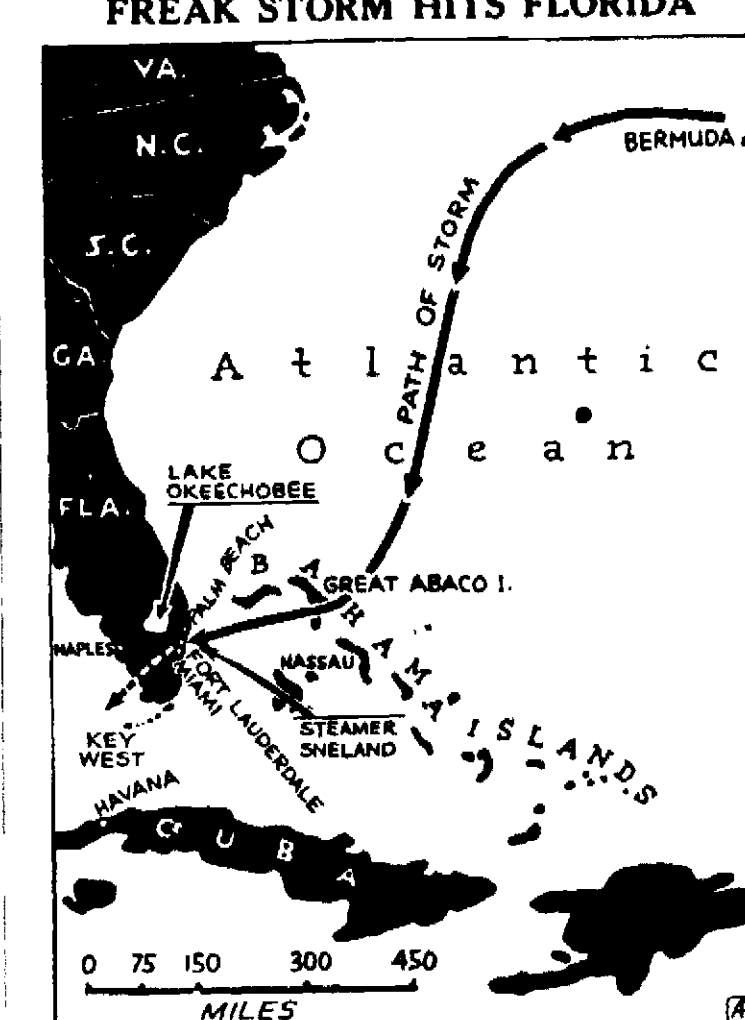 FREAK STORM HITS FLORIDA
VA.
N.C.
BERMUDA
S.C.
PATH OF STORM
GA.
Atlantic
Ocean
LAKE
OKEECHOBEE
FLA.
PALM BEACH
BAHAMA ISLANDS
GREAT ABACO I.
NAPLES
NASSAU
FORT LAUDERDALE
MIAMI
STEAMER
SNELAND
KEY
WEST
HAVANA
CUBA
0 75 150 300 450
MILES